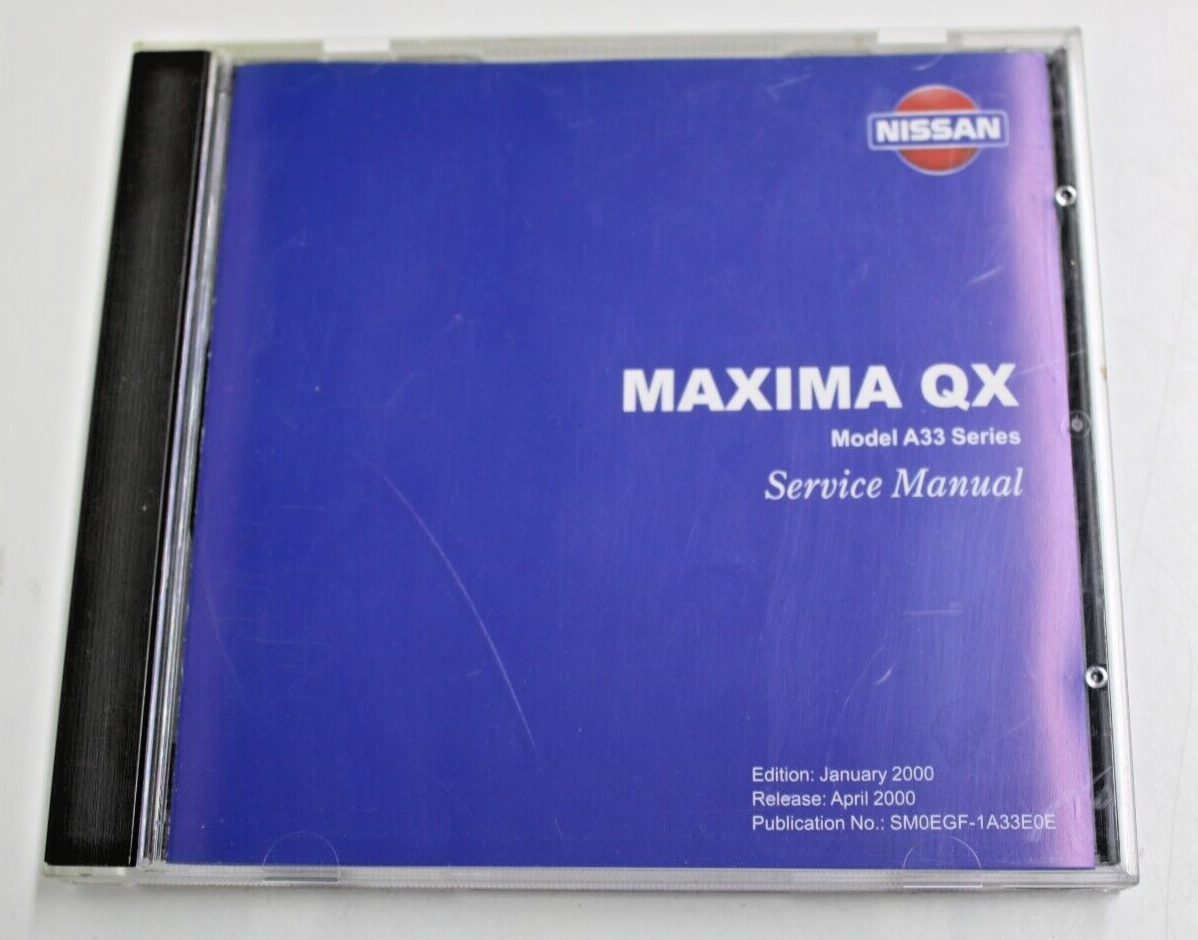 NISSAN
MAXIMA QX
Model A33 Series
Service Manual
Edition: January 2000
Release: April 2000
Publication No.: SM0EGF-1A33E0E